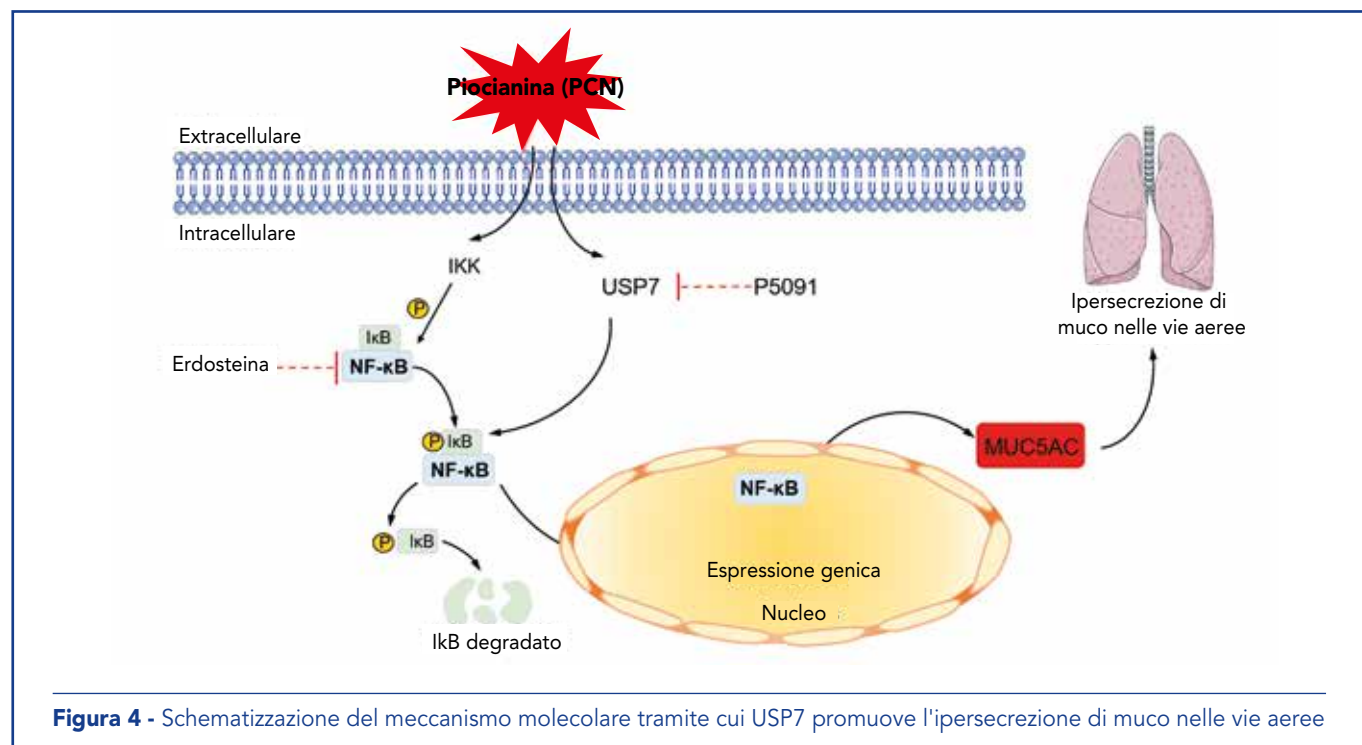 Piocianina (PCN)
Extracellulare
Intracellulare
IKK
P
USP7
P5091
Ipersecrezione di
muco nelle vie aeree
IκB
Erdosteina
NF-κB
P
IκB
NF-κB
MUC5AC
NF-κB
P
IκB
Espressione genica
Nucleo
IkB degradato
Figura 4 - Schematizzazione del meccanismo molecolare tramite cui USP7 promuove l'ipersecrezione di muco nelle vie aeree